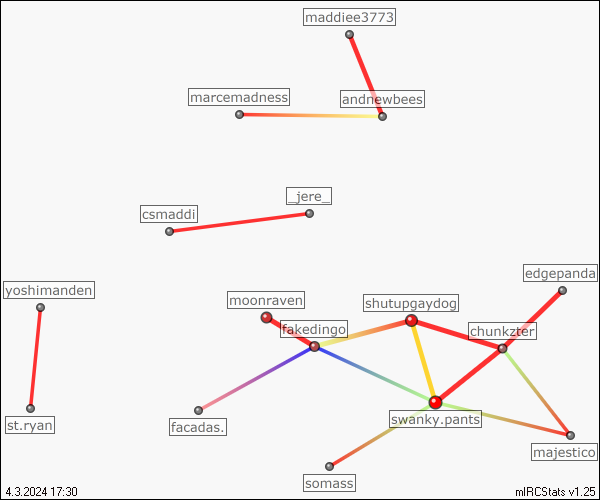 maddiee3773
marcemadness
andnewbees
_jere_
csmaddi
edgepanda
yoshimanden
moonraven
shutupgaydog
fakedingo
chunkzter
swanky.pants
st.ryan
facadas.
majestico
somass
4.3.2024 17:30
mIRCStats v1.25